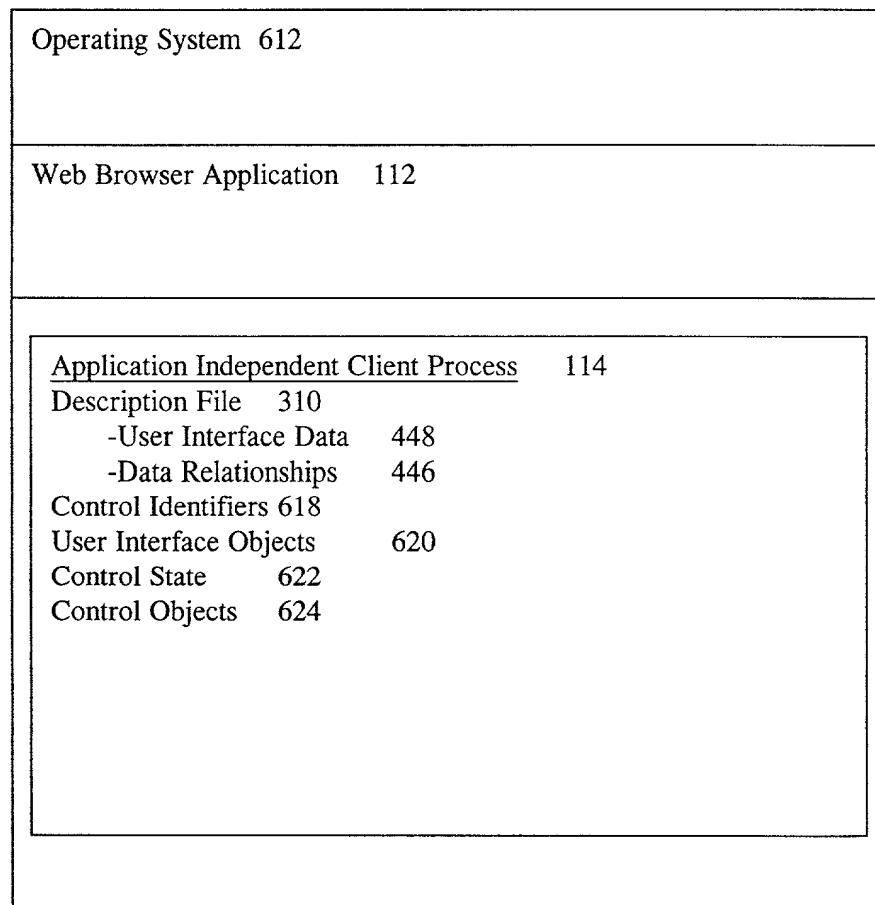 Operating System 612
Web Browser Application 112
Application Independent Client Process 114
Description File 310
-User Interface Data 448
-Data Relationships 446
Control Identifiers 618
User Interface Objects 620
Control State 622
Control Objects 624